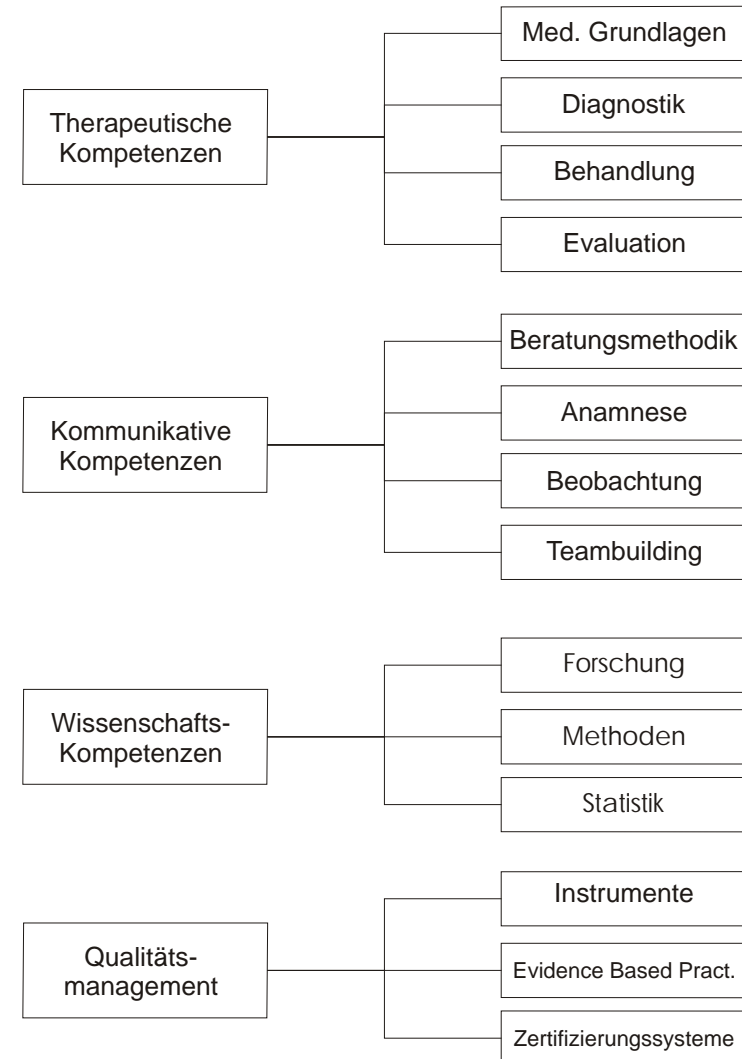 Therapeutische
Kompetenzen
Med. Grundlagen
Diagnostik
Behandlung
Evaluation
Kommunikative
Kompetenzen
Beratungsmethodik
Anamnese
Beobachtung
Teambuilding
Wissenschafts-
Kompetenzen
Forschung
Methoden
Statistik
Qualitäts-
management
Instrumente
Evidence Based Pract.
Zertifizierungssysteme